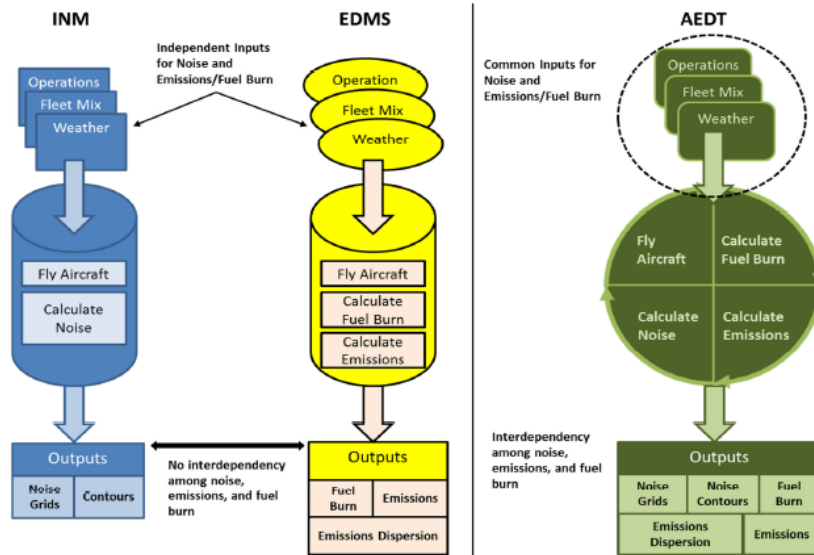 INM
Operations
Fleet Mix
Weather
Fly Aircraft
Calculate
Noise
Outputs
Noise
Grids
Contours
Independent Inputs
for Noise and
Emissions/Fuel Burn
No interdependency
among noise,
emissions, and fuel
burn
EDMS
Operation
Fleet Mix
Weather
Fly Aircraft
Calculate
Fuel Burn
Calculate
Emissions
Outputs
Fuel
Burn
Emissions
Emissions Dispersion
AEDT
Common Inputs for
Noise and
Emissions/Fuel Burn
Operations
Fleet Mix
Weather
Fly
Aircraft
Calculate
Fuel Burn
Calculate
Noise
Calculate
Emissions
Interdependency
among noise,
emissions, and fuel
burn
Outputs
Noise
Grids
Noise
Contours
Fuel
Burn
Emissions
Dispersion
Emissions